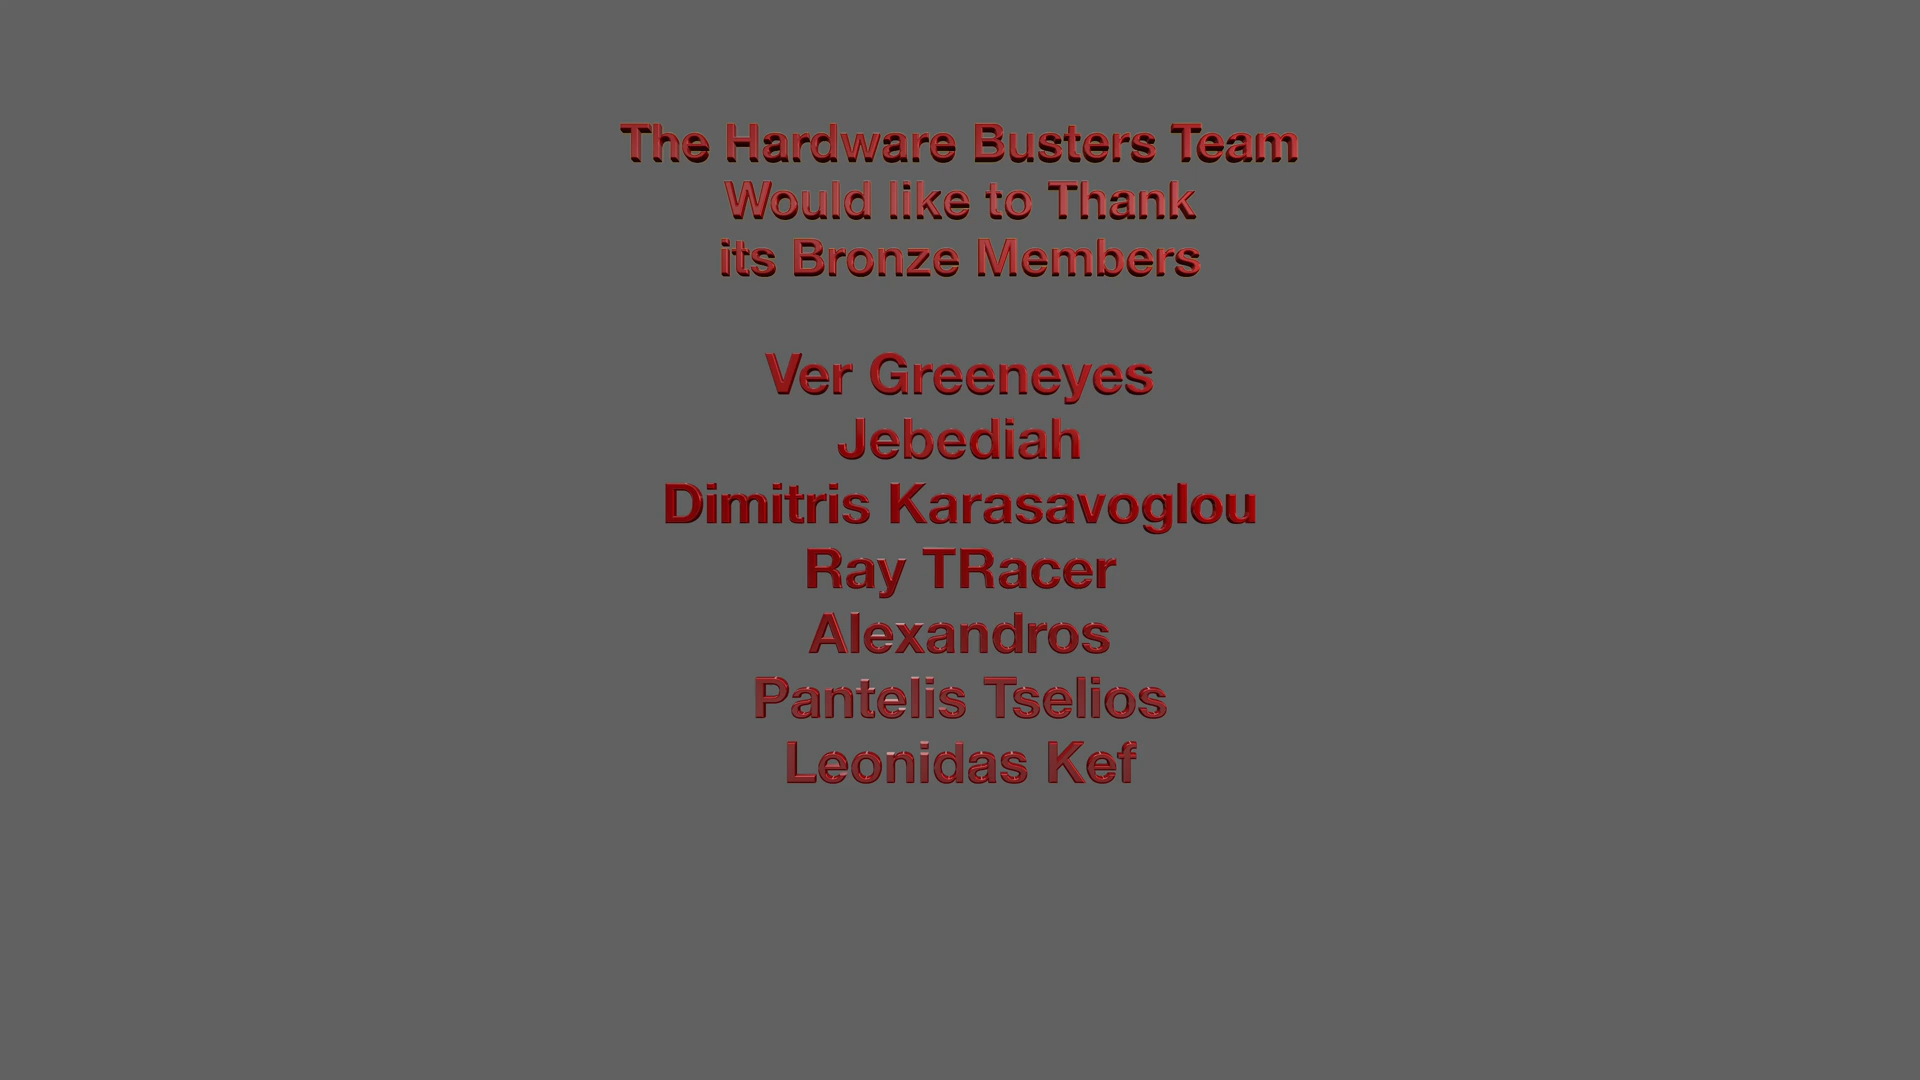 The Hardware Busters Team
Would like to Thank
its Bronze Members
Ver Greeneyes
Jebediah
Dimitris Karasavoglou
Ray TRacer
Alexandros
Pantelis Tselios
Leonidas Kef